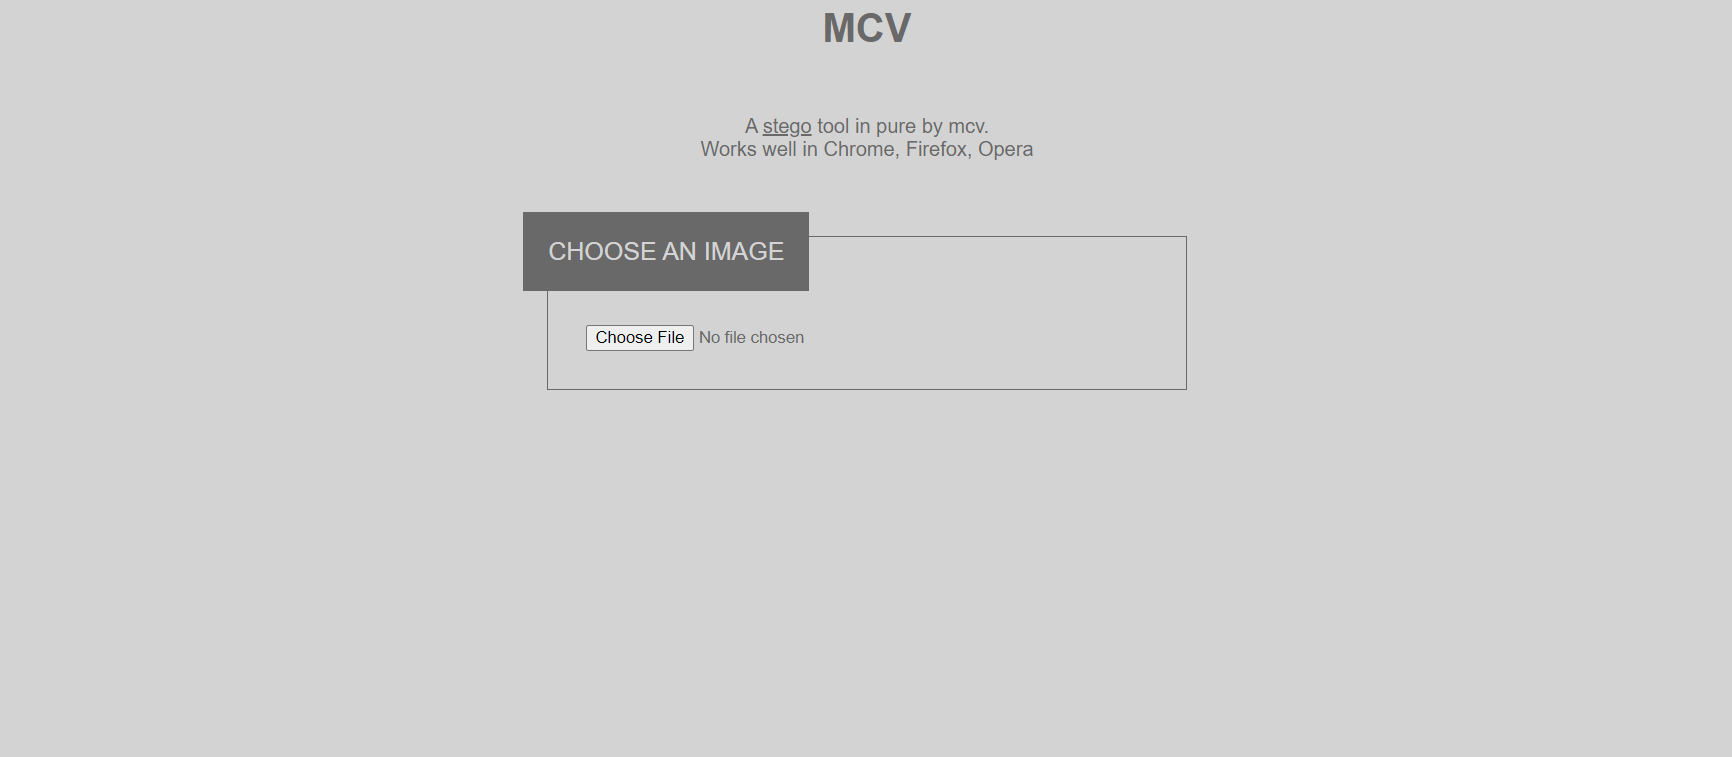 MCV
A stego tool in pure by mcv.
Works well in Chrome, Firefox, Opera
CHOOSE AN IMAGE
Choose File No file chosen